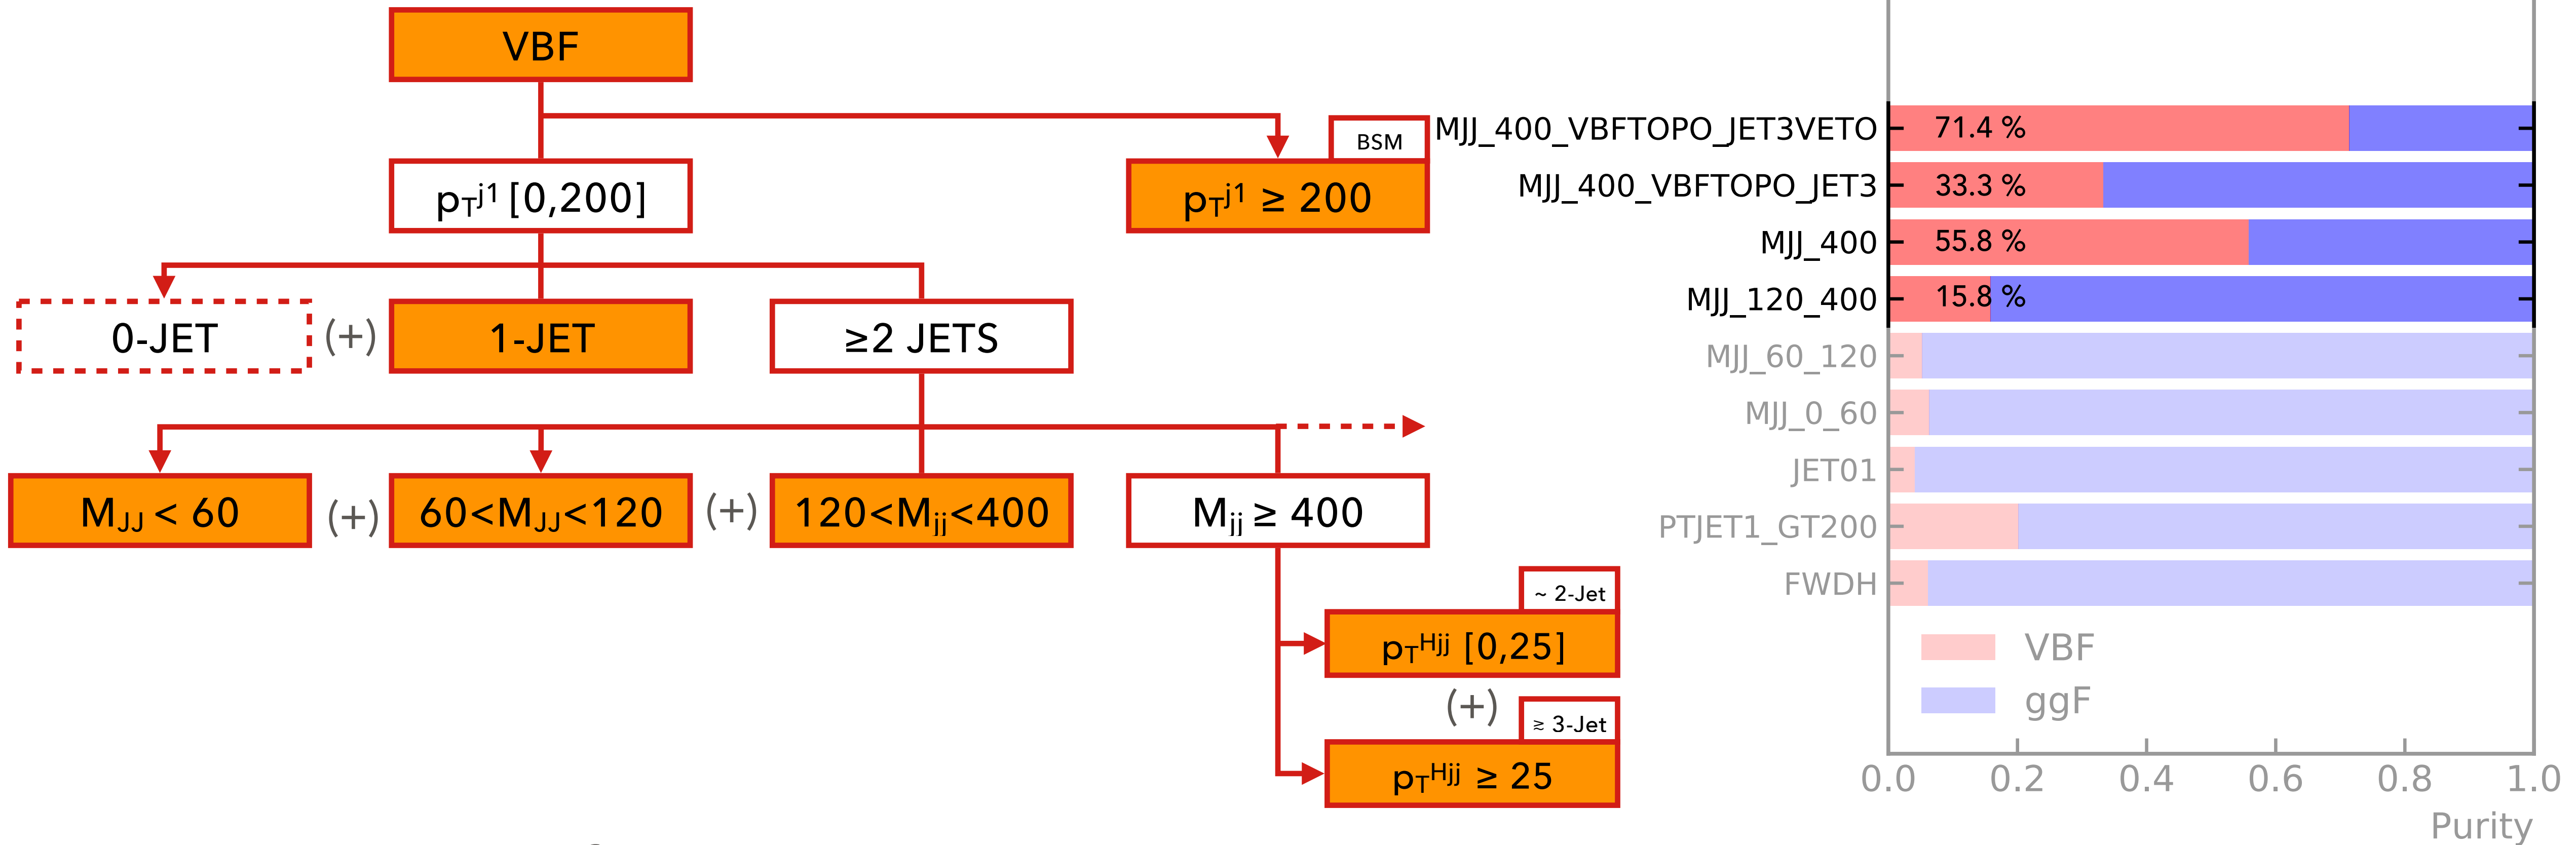 VBF
BSM
pTj1 [0,200]
pTj1 ≥ 200
0-JET
(+)
1-JET
≥2 JETS
MJJ < 60
(+)
60<MJJ<120
(+)
120<Mjj<400
Mjj ≥ 400
~ 2-Jet
pTHjj [0,25]
(+)
≳ 3-Jet
pTHjj ≥ 25
MJJ_400_VBFTOPO_JET3VETO
71.4 %
MJJ_400_VBFTOPO_JET3
33.3 %
MJJ_400
55.8 %
MJJ_120_400
15.8 %
MJJ_60_120
MJJ_0_60
JET01
PTJET1_GT200
FWDH
VBF
ggF
0.0 0.2 0.4 0.6 0.8 1.0
Purity